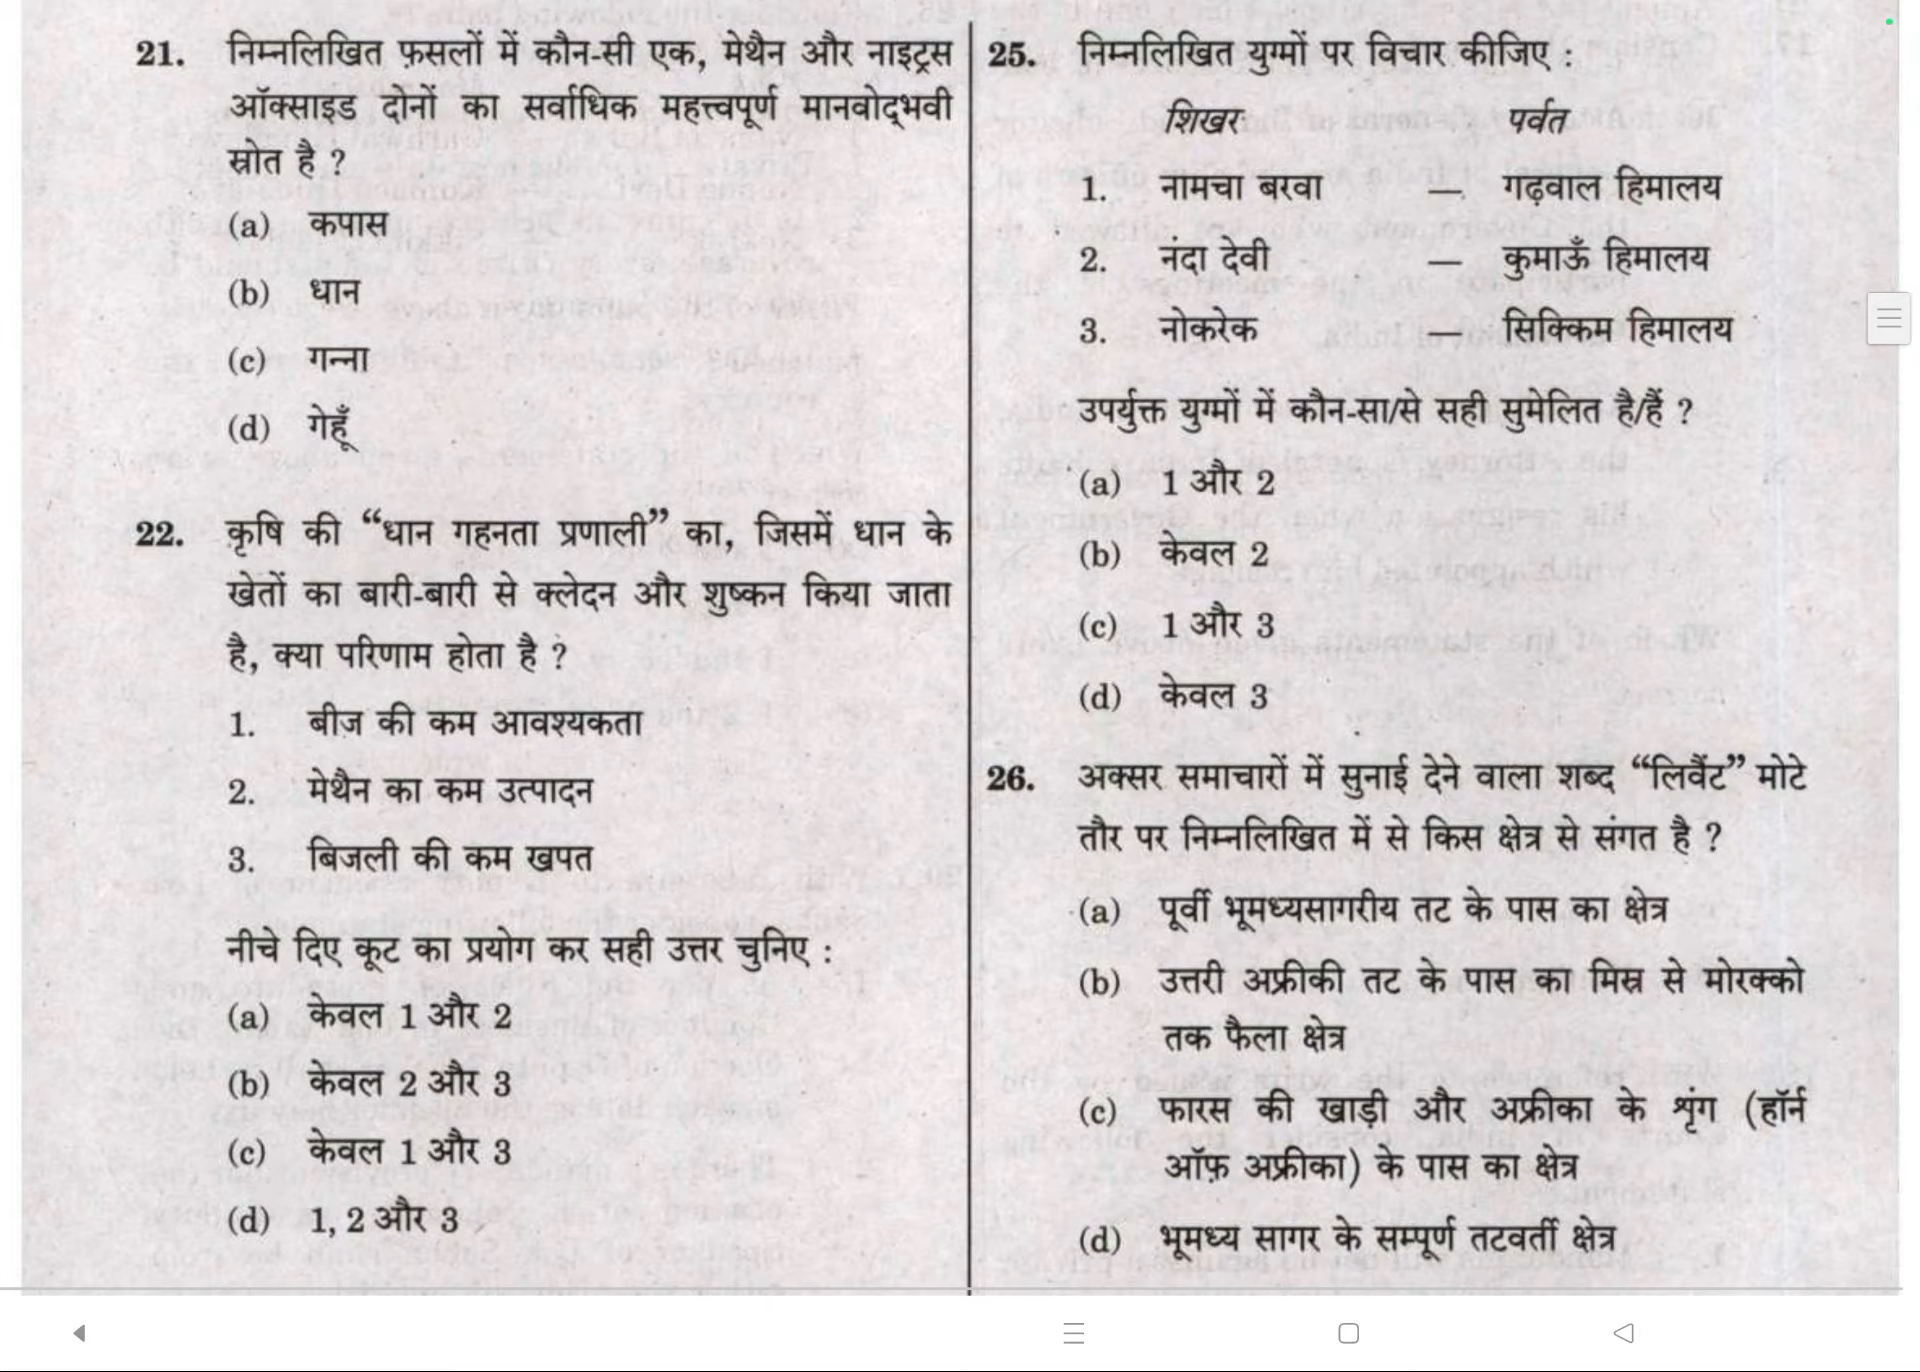 21. निम्नलिखित फ़सलों में कौन-सी एक, मेथैन और नाइट्रस
ऑक्साइड दोनों का सर्वाधिक महत्त्वपूर्ण मानवोद्भवी
स्रोत है ?
(a) कपास
(b) धान
(c) गन्ना
(d) गेहूँ
22. कृषि की “धान गहनता प्रणाली” का, जिसमें धान के
खेतों का बारी-बारी से क्लेदन और शुष्कन किया जाता
है, क्या परिणाम होता है ?
1. बीज की कम आवश्यकता
2. मेथैन का कम उत्पादन
3. बिजली की कम खपत
नीचे दिए कूट का प्रयोग कर सही उत्तर चुनिए :
(a) केवल 1 और 2
(b) केवल 2 और 3
(c) केवल 1 और 3
(d) 1, 2 और 3
25. निम्नलिखित युग्मों पर विचार कीजिए :
शिखर पर्वत
1. नामचा बरवा — गढ़वाल हिमालय
2. नंदा देवी — कुमाऊँ हिमालय
3. नोकरेक — सिक्किम हिमालय
उपर्युक्त युग्मों में कौन-सा/से सही सुमेलित है/हैं ?
(a) 1 और 2
(b) केवल 2
(c) 1 और 3
(d) केवल 3
26. अक्सर समाचारों में सुनाई देने वाला शब्द “लिवैंट” मोटे
तौर पर निम्नलिखित में से किस क्षेत्र से संगत है ?
(a) पूर्वी भूमध्यसागरीय तट के पास का क्षेत्र
(b) उत्तरी अफ्रीकी तट के पास का मिस्र से मोरक्को
तक फैला क्षेत्र
(c) फारस की खाड़ी और अफ्रीका के शृंग (हॉर्न
ऑफ़ अफ्रीका) के पास का क्षेत्र
(d) भूमध्य सागर के सम्पूर्ण तटवर्ती क्षेत्र